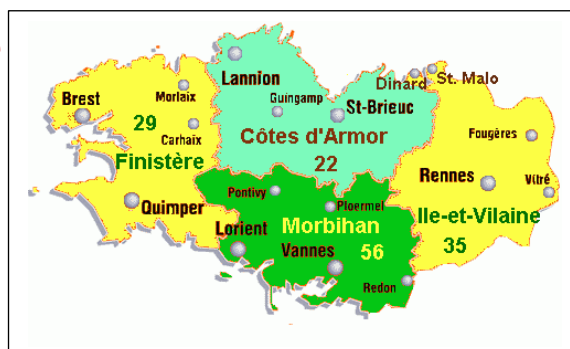 Lannion
Dinard
St. Malo
Brest
Morlaix
Guingamp
St-Brieuc
29
Carhaix
Côtes d'Armor
Fougères
Finistère
22
Rennes
Vitré
Pontivy
Quimper
Ploermel
Lorient
Morbihan
Ile-et-Vilaine
Vannes
56
35
Redon